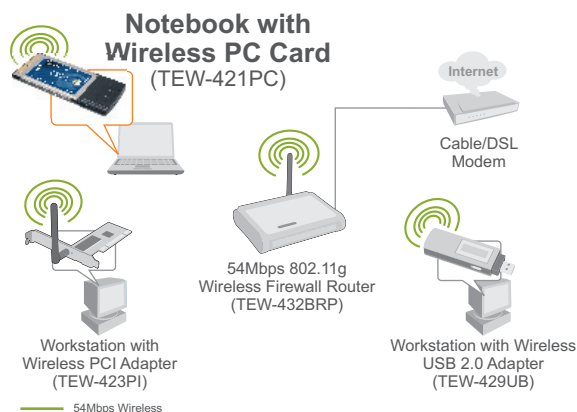 Notebook with
Wireless PC Card
(TEW-421PC)
Internet
Cable/DSL
Modem
54Mbps 802.11g
Wireless Firewall Router
(TEW-432BRP)
Workstation with
Wireless PCI Adapter
(TEW-423PI)
Workstation with Wireless
USB 2.0 Adapter
(TEW-429UB)
54Mbps Wireless